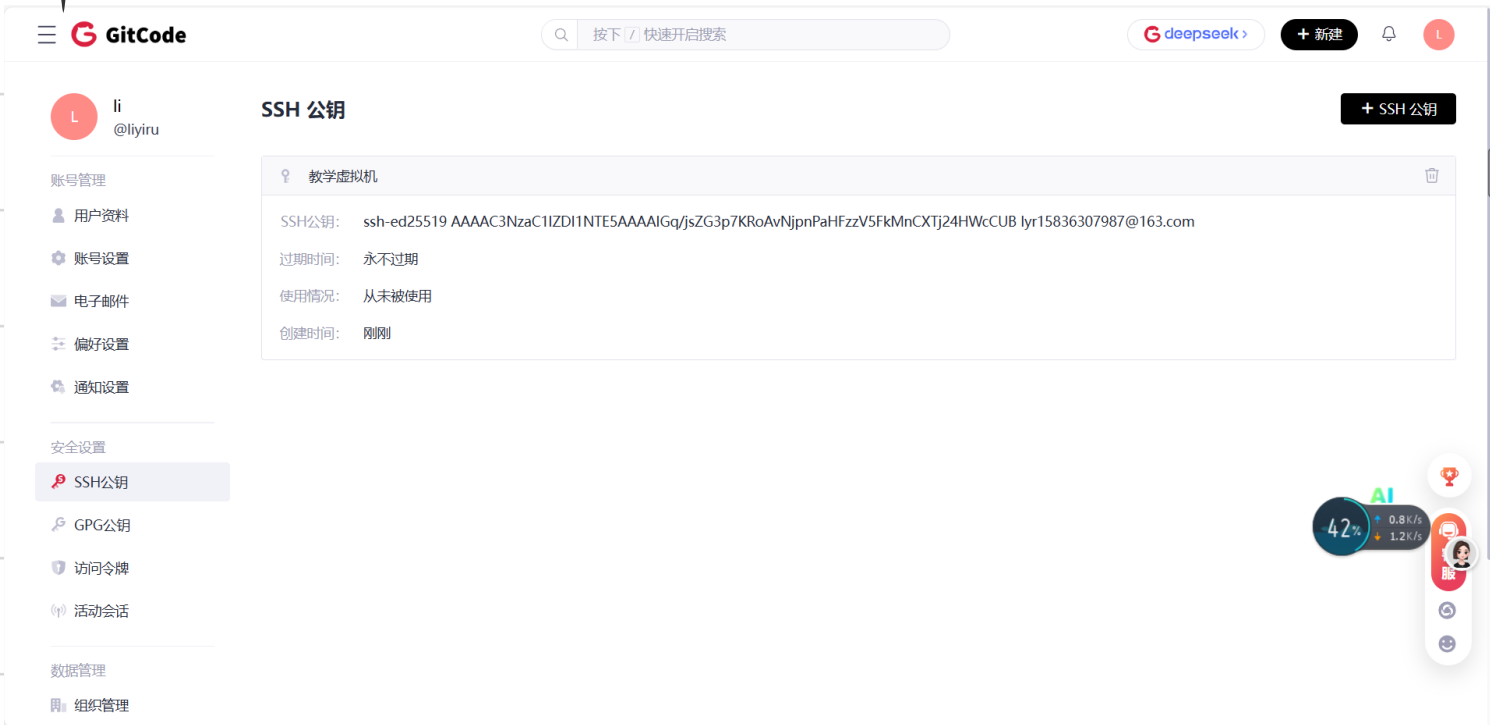 GitCode
按下 / 快速开启搜索
deepseek
+ 新建
L
L
li
@liyiru
账号管理
用户资料
账号设置
电子邮件
偏好设置
通知设置
安全设置
SSH公钥
GPG公钥
访问令牌
活动会话
数据管理
组织管理
SSH 公钥
+ SSH 公钥
教学虚拟机
SSH公钥: ssh-ed25519 AAAAC3NzaC1lZDI1NTE5AAAAIGq/jsZG3p7KRoAvNjpnPaHFzzV5FkMnCXTj24HWcCUB lyr15836307987@163.com
过期时间: 永不过期
使用情况: 从未被使用
创建时间: 刚刚
AI
42%
0.8K/s
1.2K/s
服